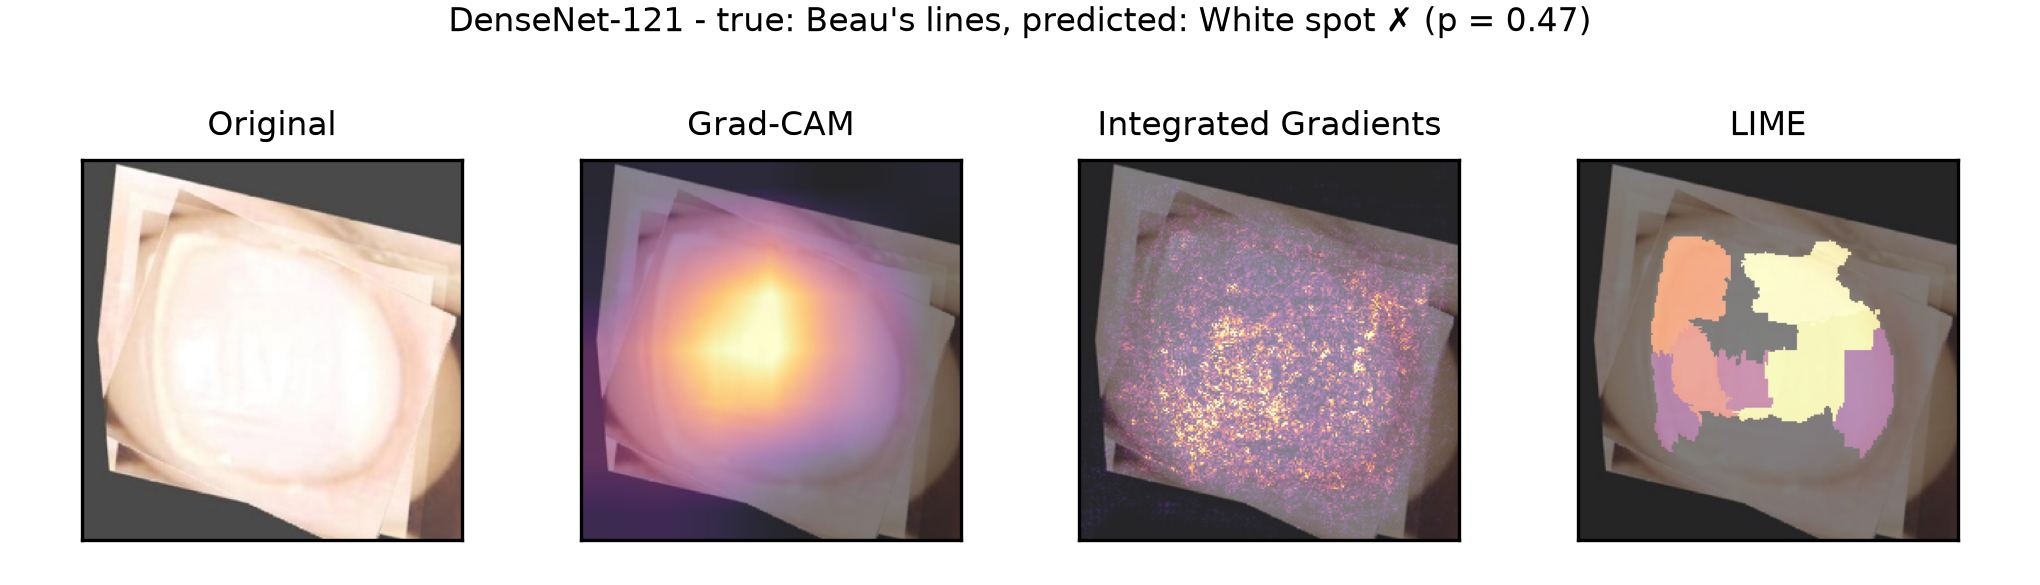 DenseNet-121 - true: Beau's lines, predicted: White spot ✗ (p = 0.47)
Original
Grad-CAM
Integrated Gradients
LIME